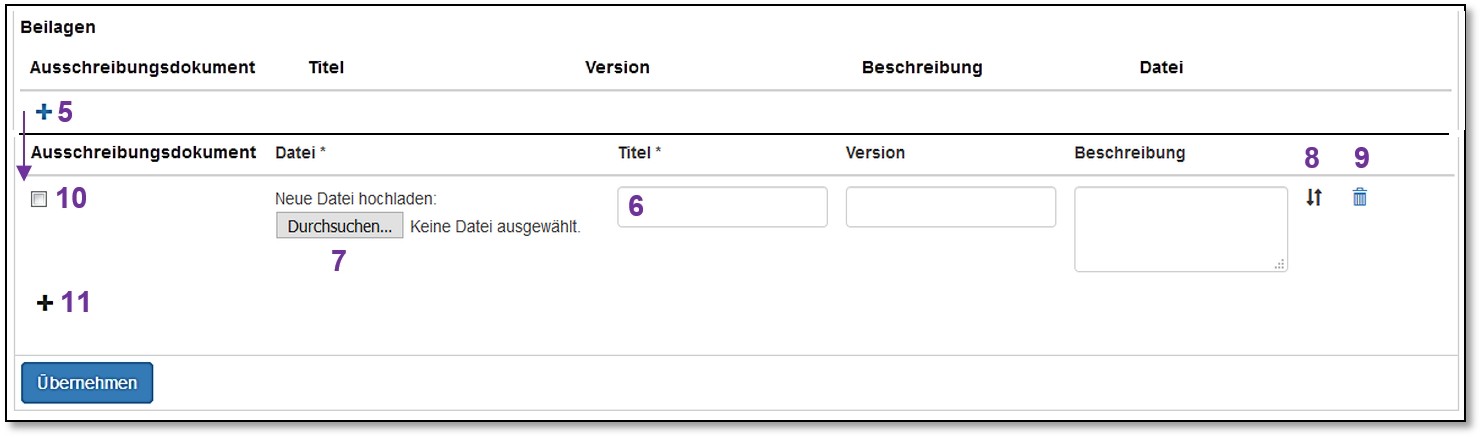 Beilagen
Ausschreibungsdokument Titel Version Beschreibung Datei
+ 5
Ausschreibungsdokument Datei * Titel * Version Beschreibung 8 9
10 Neue Datei hochladen: 6
Durchsuchen... Keine Datei ausgewählt.
7
+ 11
Übernehmen